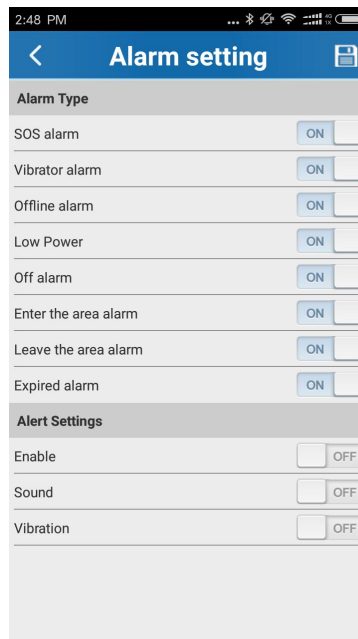 2:48 PM ... 4G 1X
Alarm setting
Alarm Type
SOS alarm ON
Vibrator alarm ON
Offline alarm ON
Low Power ON
Off alarm ON
Enter the area alarm ON
Leave the area alarm ON
Expired alarm ON
Alert Settings
Enable OFF
Sound OFF
Vibration OFF